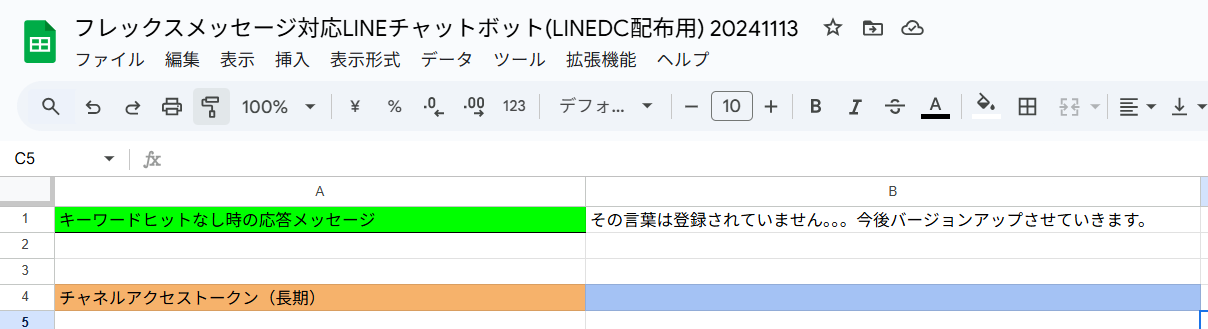 フレックスメッセージ対応LINEチャットボット(LINEDC配布用) 20241113
ファイル 編集 表示 挿入 表示形式 データ ツール 拡張機能 ヘルプ
100% ¥ % .0 .00 123 デフォ... 10 B I S A
C5 fx
A B
1 キーワードヒットなし時の応答メッセージ その言葉は登録されていません。。。今後バージョンアップさせていきます。
2
3
4 チャネルアクセストークン（長期）
5